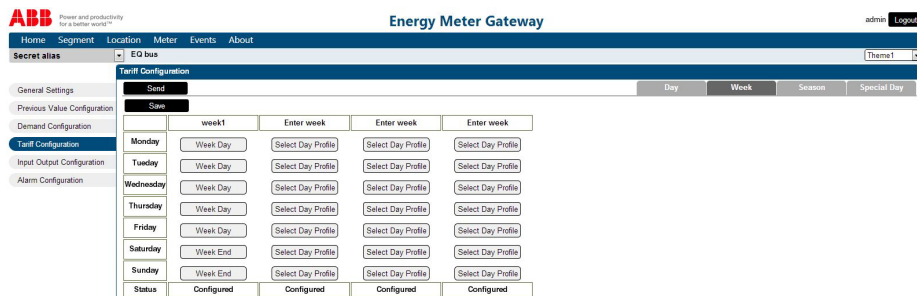 ABB Power and productivity for a better world™
Energy Meter Gateway
admin Logout
Home Segment Location Meter Events About
Secret alias EQ bus Theme1
Tariff Configuration
General Settings
Previous Value Configuration
Demand Configuration
Tariff Configuration
Input Output Configuration
Alarm Configuration
Send Day Week Season Special Day
Save
week1 Enter week Enter week Enter week
Monday Week Day Select Day Profile Select Day Profile Select Day Profile
Tueday Week Day Select Day Profile Select Day Profile Select Day Profile
Wednesday Week Day Select Day Profile Select Day Profile Select Day Profile
Thursday Week Day Select Day Profile Select Day Profile Select Day Profile
Friday Week Day Select Day Profile Select Day Profile Select Day Profile
Saturday Week End Select Day Profile Select Day Profile Select Day Profile
Sunday Week End Select Day Profile Select Day Profile Select Day Profile
Status Configured Configured Configured Configured